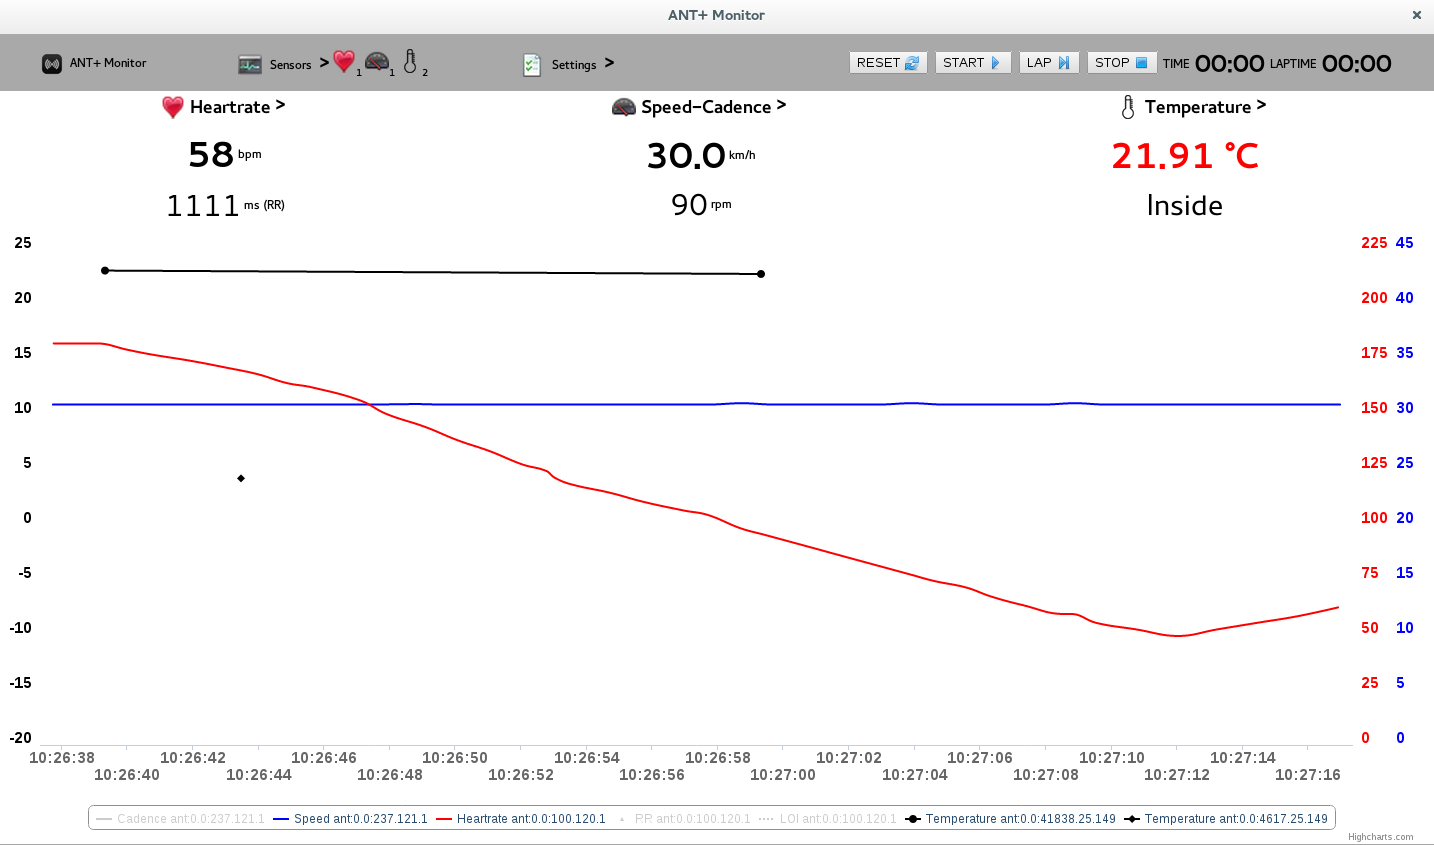 ANT+ Monitor ×
ANT+ Monitor Sensors > 1 1 2 Settings > RESET START LAP STOP TIME 00:00 LAPTIME 00:00
Heartrate > Speed-Cadence > Temperature >
58 bpm 30.0 km/h 21.91 °C
1111 ms (RR) 90 rpm Inside
25 225 45
20 200 40
15 175 35
10 150 30
5 125 25
0 100 20
-5 75 15
-10 50 10
-15 25 5
-20 0 0
10:26:38 10:26:42 10:26:46 10:26:50 10:26:54 10:26:58 10:27:02 10:27:06 10:27:10 10:27:14
10:26:40 10:26:44 10:26:48 10:26:52 10:26:56 10:27:00 10:27:04 10:27:08 10:27:12 10:27:16
Cadence ant:0.0:237.121.1 Speed ant:0.0:237.121.1 Heartrate ant:0.0:100.120.1 RR ant:0.0:100.120.1 LOI ant:0.0:100.120.1 Temperature ant:0.0:41838.25.149 Temperature ant:0.0:4617.25.149
Highcharts.com